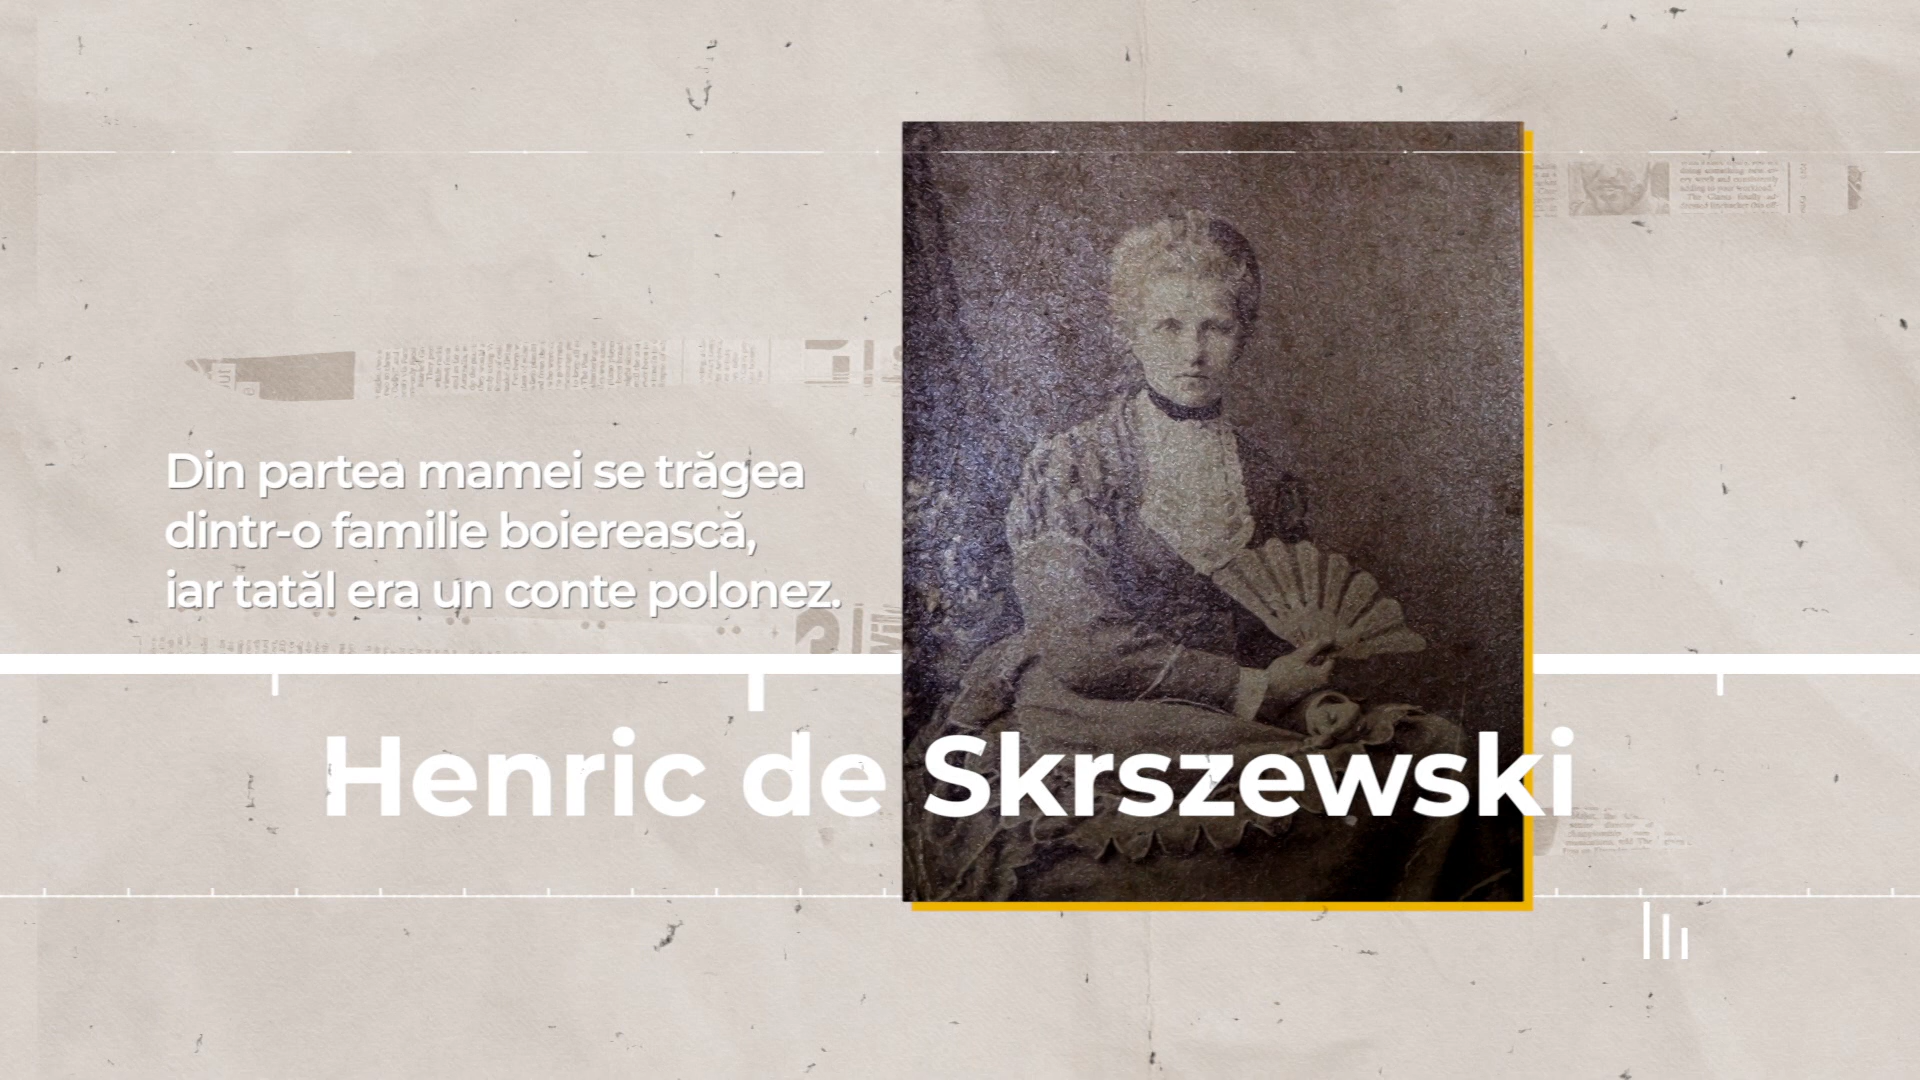 Din partea mamei se trăgea
dintr-o familie boierească,
iar tatăl era un conte polonez.
Henric de Skrszewski